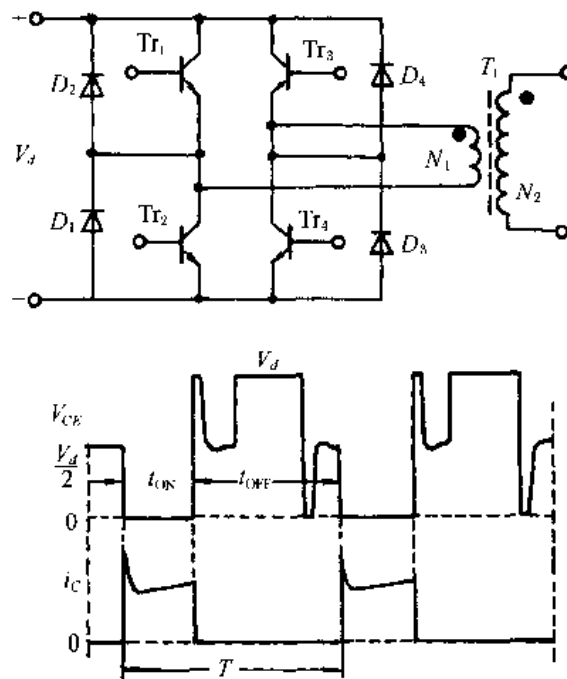 +
Tr₁
Tr₃
D₂
D₄
T₁
V_d
N₁
N₂
D₁
Tr₂
Tr₄
D₃
−
V_d
V_CE
V_d/2
t_ON
t_OFF
0
i_C
0
T